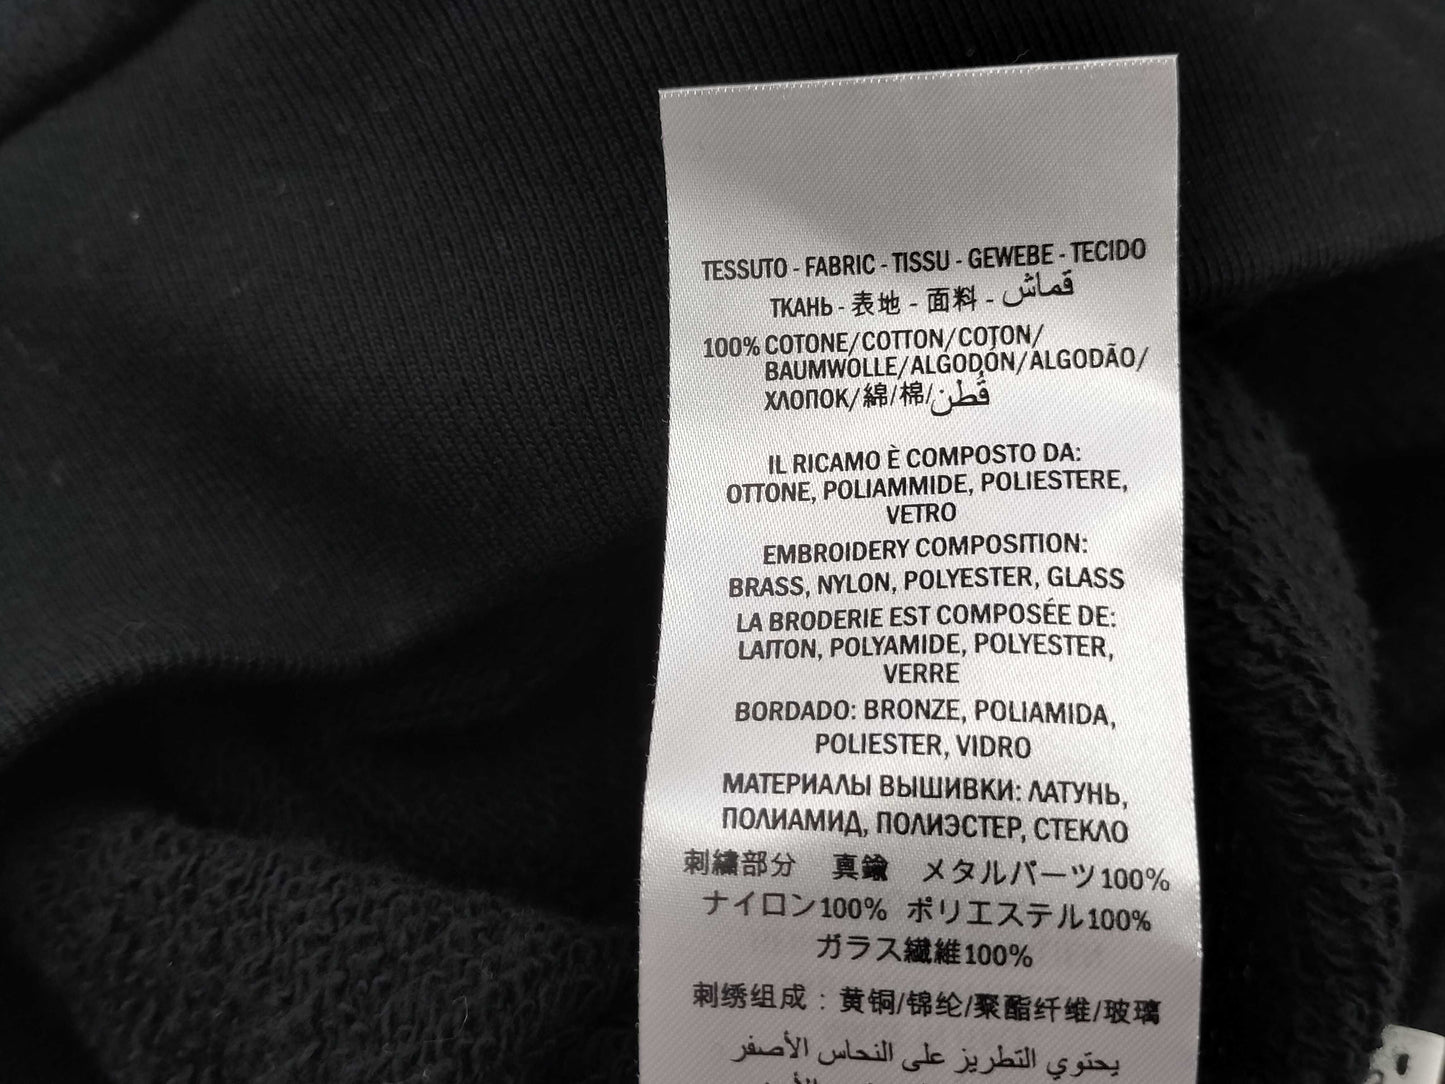 TESSUTO - FABRIC - TISSU - GEWEBE - TECIDO
ТКАНЬ - 表地 - 面料 - قماش
100% COTONE/COTTON/COTON/
BAUMWOLLE/ALGODÓN/ALGODÃO/
ХЛОПОК/綿/棉/قُطن
IL RICAMO È COMPOSTO DA:
OTTONE, POLIAMMIDE, POLIESTERE,
VETRO
EMBROIDERY COMPOSITION:
BRASS, NYLON, POLYESTER, GLASS
LA BRODERIE EST COMPOSÉE DE:
LAITON, POLYAMIDE, POLYESTER,
VERRE
BORDADO: BRONZE, POLIAMIDA,
POLIESTER, VIDRO
МАТЕРИАЛЫ ВЫШИВКИ: ЛАТУНЬ,
ПОЛИАМИД, ПОЛИЭСТЕР, СТЕКЛО
刺繍部分 真鍮 メタルパーツ100%
ナイロン100% ポリエステル100%
ガラス繊維100%
刺绣组成：黄铜/锦纶/聚酯纤维/玻璃
يحتوي التطريز على النحاس الأصفر